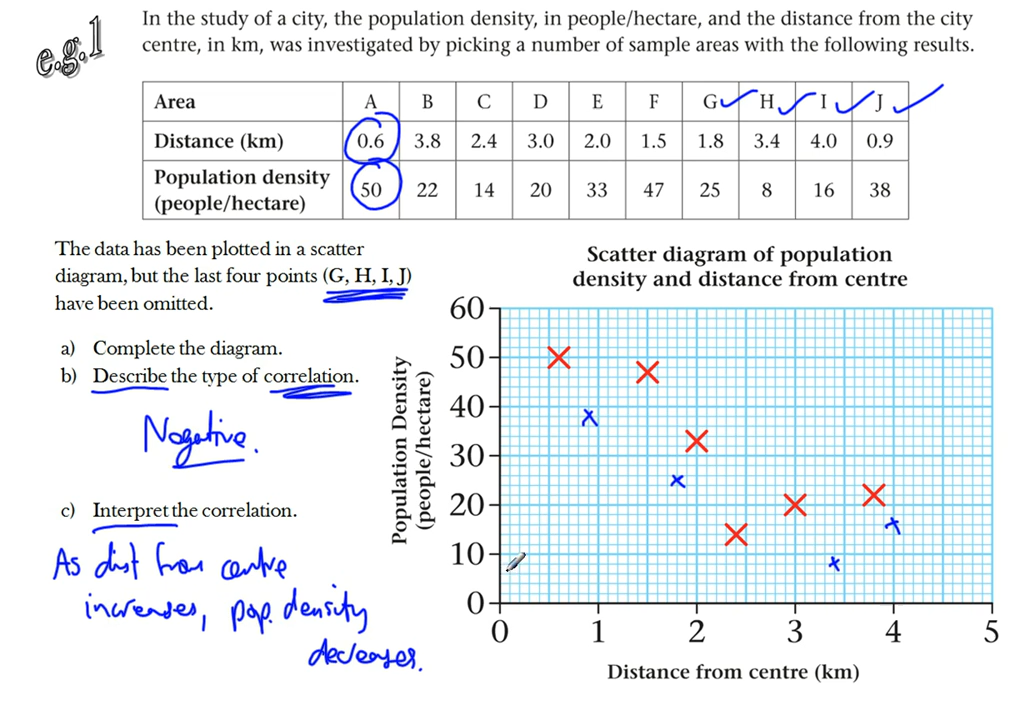 e.g.1
In the study of a city, the population density, in people/hectare, and the distance from the city
centre, in km, was investigated by picking a number of sample areas with the following results.
Area A B C D E F G H I J
Distance (km) 0.6 3.8 2.4 3.0 2.0 1.5 1.8 3.4 4.0 0.9
Population density
(people/hectare) 50 22 14 20 33 47 25 8 16 38
The data has been plotted in a scatter
diagram, but the last four points (G, H, I, J)
have been omitted.
a) Complete the diagram.
b) Describe the type of correlation.
Negative.
c) Interpret the correlation.
As dist from centre
increases, pop. density
decreases.
Scatter diagram of population
density and distance from centre
60
50
40
30
20
10
0
Population Density
(people/hectare)
0 1 2 3 4 5
Distance from centre (km)